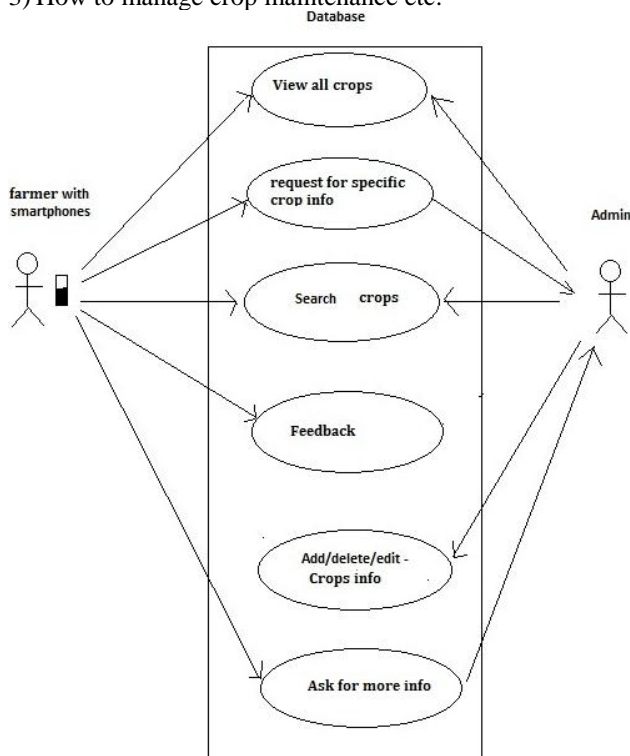 3) How to manage crop maintenance etc.
Database
View all crops
request for specific
crop info
farmer with
smartphones
Admin
Search crops
Feedback
Add/delete/edit -
Crops info
Ask for more info